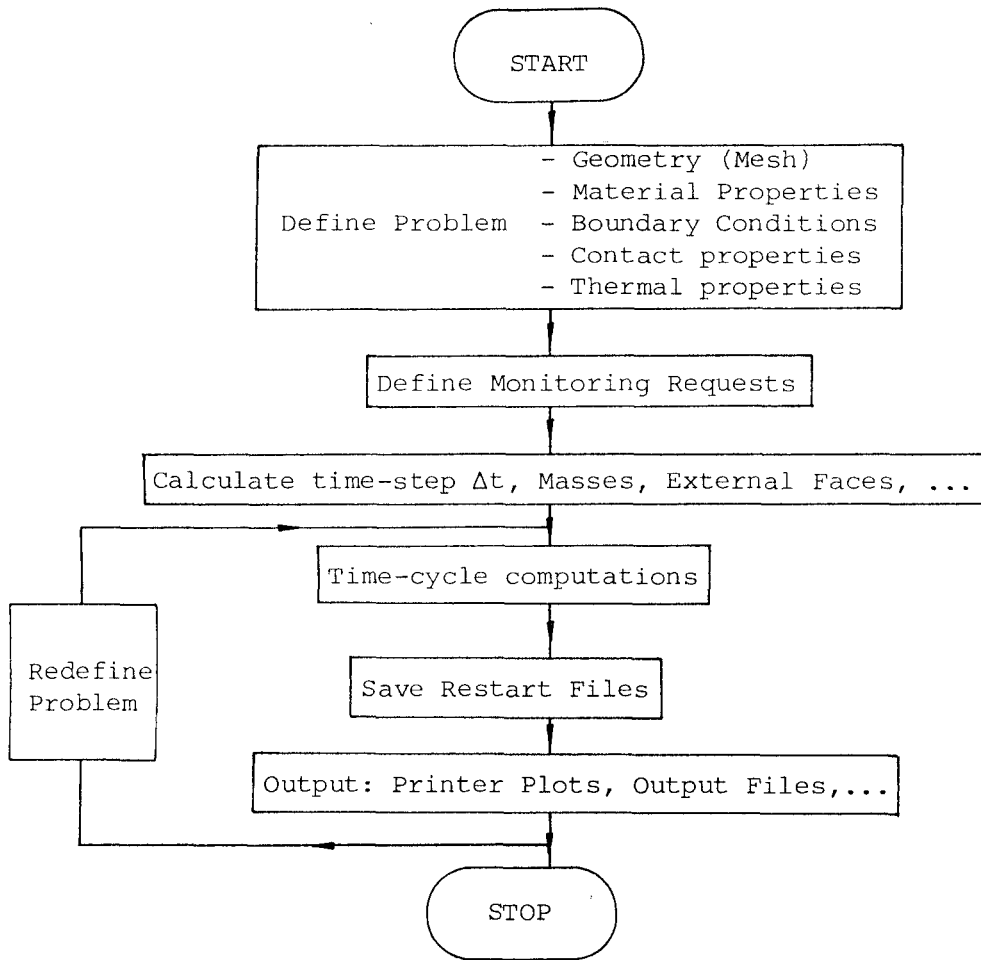 START
Define Problem
- Geometry (Mesh)
- Material Properties
- Boundary Conditions
- Contact properties
- Thermal properties
Define Monitoring Requests
Calculate time-step Δt, Masses, External Faces, ...
Time-cycle computations
Redefine
Problem
Save Restart Files
Output: Printer Plots, Output Files,...
STOP